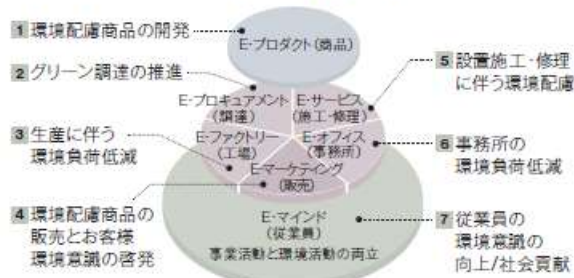 1 環境配慮商品の開発
E-プロダクト(商品)
2 グリーン調達の推進
5 設置施工・修理
に伴う環境配慮
E-プロキュアメント
(調達)
E-サービス
(施工・修理)
3 生産に伴う
環境負荷低減
E-ファクトリー
(工場)
E-オフィス
(事務所)
6 事務所の
環境負荷低減
E-マーケティング
(販売)
4 環境配慮商品の
販売とお客様
環境意識の啓発
E-マインド
(従業員)
事業活動と環境活動の両立
7 従業員の
環境意識の
向上/社会貢献